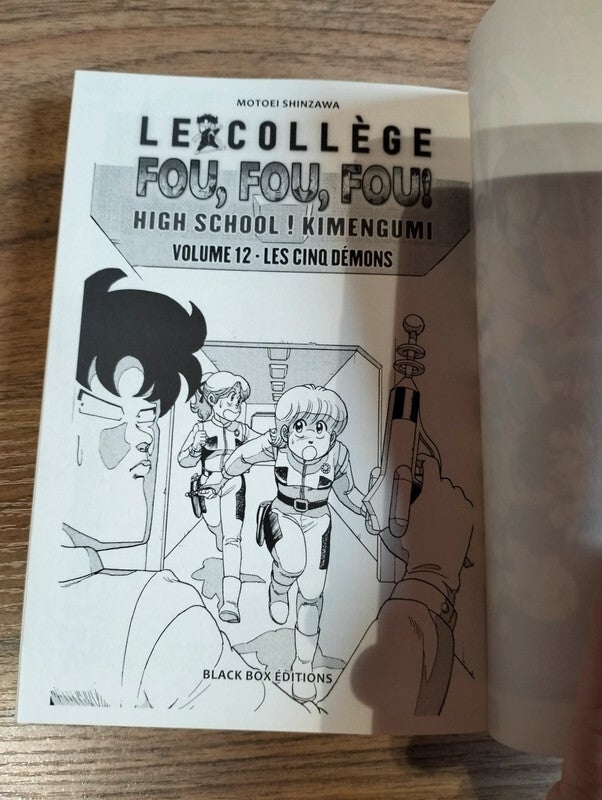 MOTOEI SHINZAWA
LE COLLÈGE
FOU, FOU, FOU!
HIGH SCHOOL ! KIMENGUMI
VOLUME 12 - LES CINQ DÉMONS
BLACK BOX ÉDITIONS